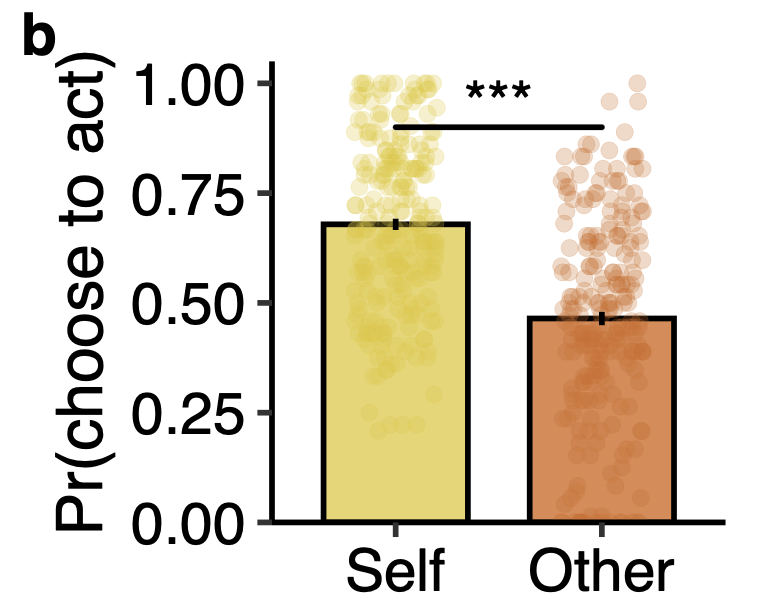 b
Pr(choose to act)
1.00
0.75
0.50
0.25
0.00
***
Self
Other